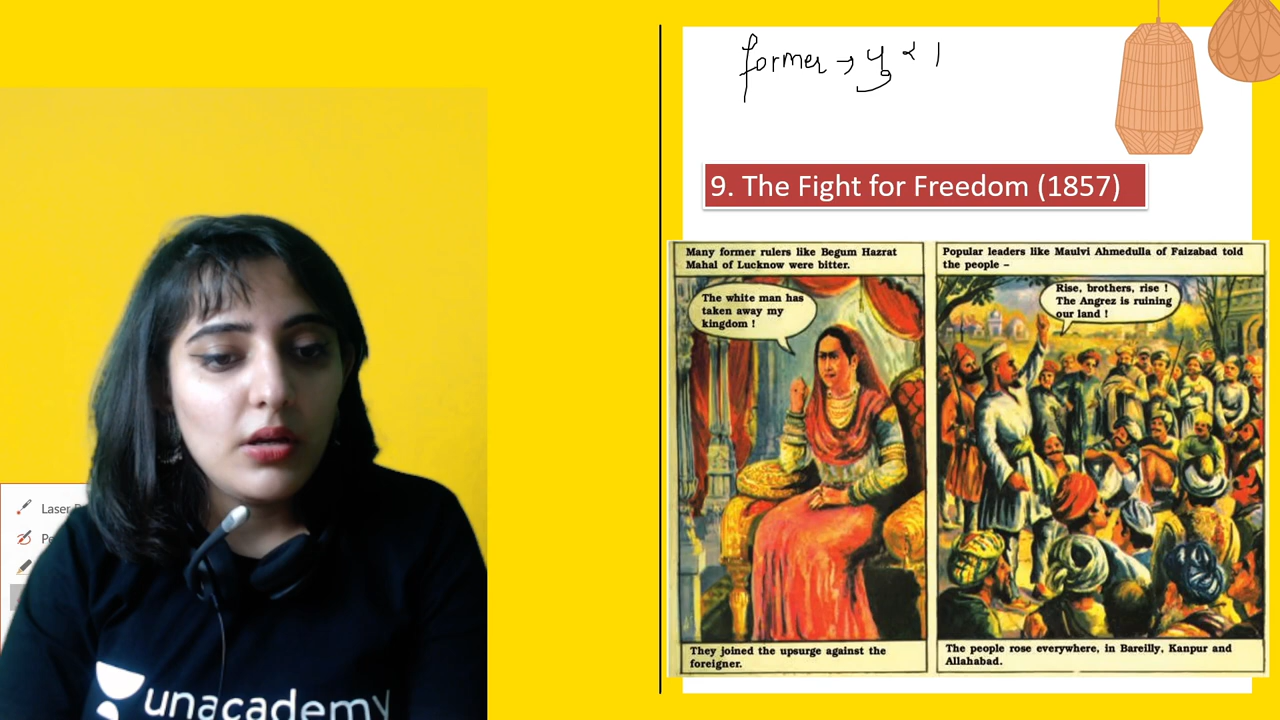 former →
9. The Fight for Freedom (1857)
Many former rulers like Begum Hazrat
Mahal of Lucknow were bitter.
The white man has
taken away my
kingdom !
They joined the upsurge against the
foreigner.
Popular leaders like Maulvi Ahmedulla of Faizabad told
the people –
Rise, brothers, rise !
The Angrez is ruining
our land !
The people rose everywhere, in Bareilly, Kanpur and
Allahabad.
Laser
unacademy